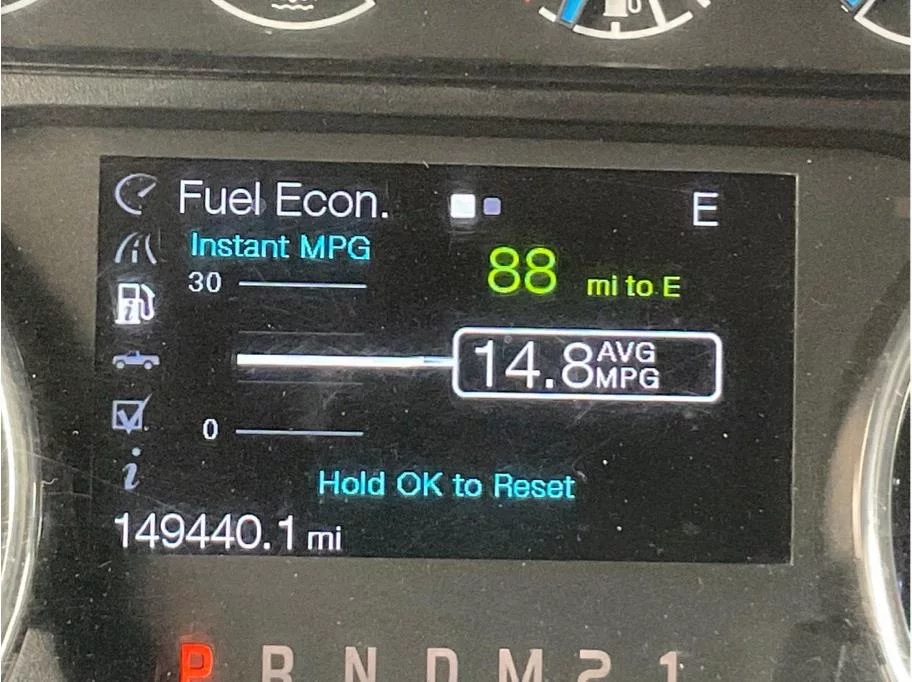 Fuel Econ.
E
Instant MPG
30
88 mi to E
14.8 AVG MPG
0
Hold OK to Reset
149440.1 mi
P R N D M 2 1